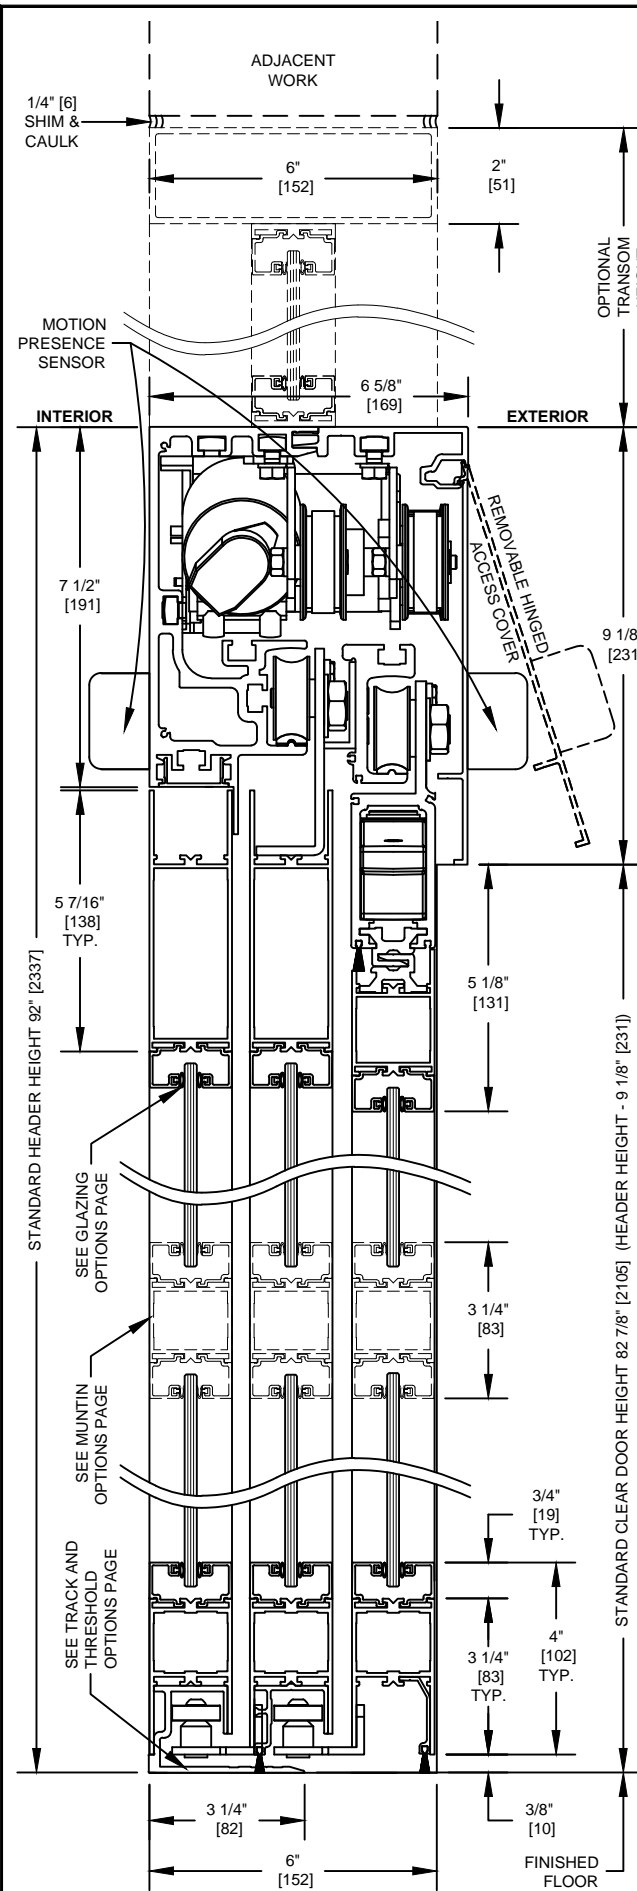 ADJACENT
WORK
1/4" [6]
SHIM &
CAULK
6"
[152]
2"
[51]
OPTIONAL
TRANSOM
MOTION
PRESENCE
SENSOR
6 5/8"
[169]
INTERIOR
EXTERIOR
REMOVABLE HINGED
ACCESS COVER
7 1/2"
[191]
9 1/8
[231
5 7/16"
[138]
TYP.
5 1/8"
[131]
STANDARD HEADER HEIGHT 92" [2337]
STANDARD CLEAR DOOR HEIGHT 82 7/8" [2105] (HEADER HEIGHT - 9 1/8" [231])
SEE GLAZING
OPTIONS PAGE
3 1/4"
[83]
SEE MUNTIN
OPTIONS PAGE
3/4"
[19]
TYP.
SEE TRACK AND
THRESHOLD
OPTIONS PAGE
3 1/4"
[83]
TYP.
4"
[102]
TYP.
3 1/4"
[82]
3/8"
[10]
6"
[152]
FINISHED
FLOOR